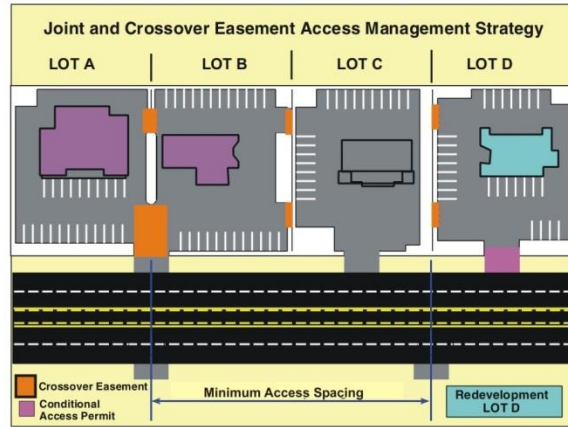 Joint and Crossover Easement Access Management Strategy
LOT A
LOT B
LOT C
LOT D
Crossover Easement
Conditional
Access Permit
Minimum Access Spacing
Redevelopment
LOT D